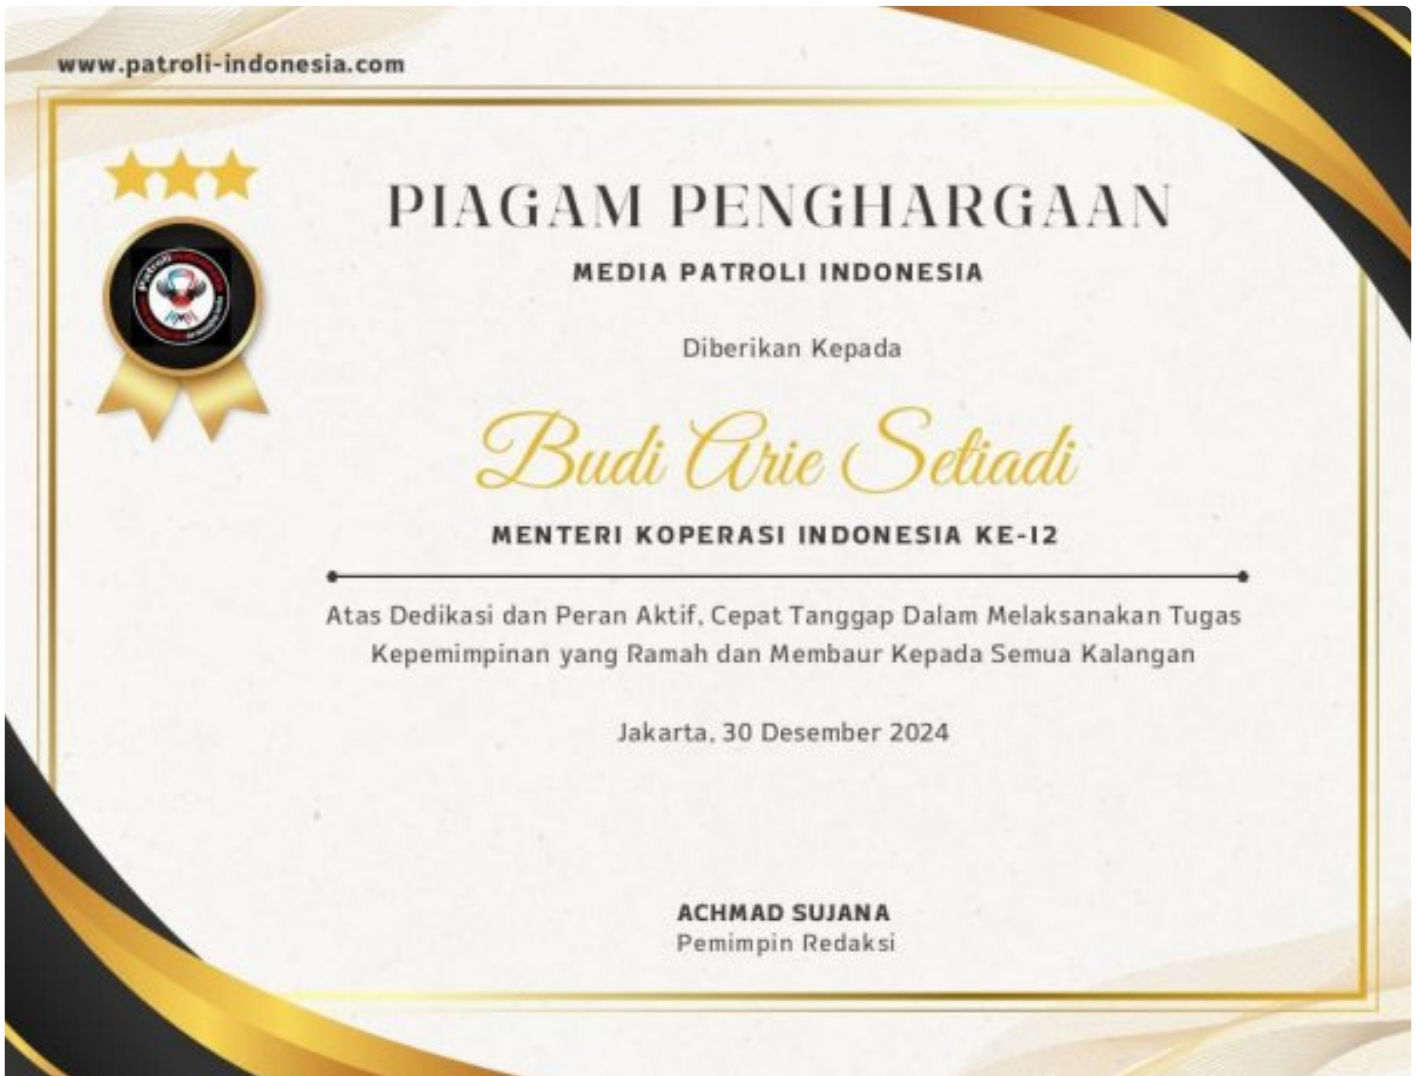 www.patroli-indonesia.com
PIAGAM PENGHARGAAN
MEDIA PATROLI INDONESIA
Diberikan Kepada
Budi Arie Setiadi
MENTERI KOPERASI INDONESIA KE-12
Atas Dedikasi dan Peran Aktif, Cepat Tanggap Dalam Melaksanakan Tugas
Kepemimpinan yang Ramah dan Membaur Kepada Semua Kalangan
Jakarta, 30 Desember 2024
ACHMAD SUJANA
Pemimpin Redaksi